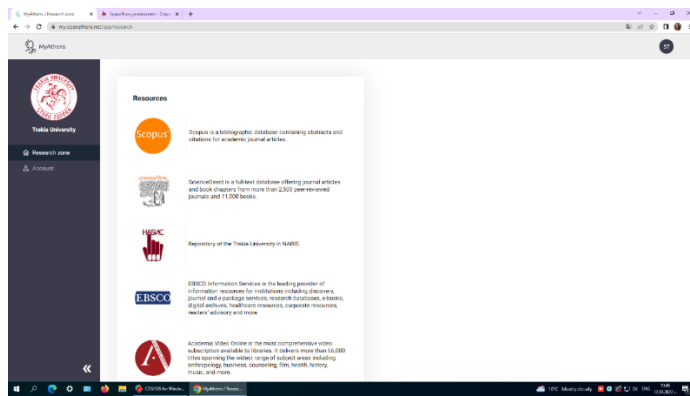 MyAthens / Research zone
my.openathens.net/app/research
MyAthens
ST
Trakia University
Research zone
Account
Resources
Scopus
Scopus is a bibliographic database containing abstracts and
citations for academic journal articles.
ScienceDirect is a full-text database offering journal articles
and book chapters from more than 2,500 peer-reviewed
journals and 11,000 books.
НАБИС
Repository of the Trakia University in NABIS.
EBSCO
EBSCO Information Services is the leading provider of
information resources for institutions including discovery,
journal and e-package services, research databases, e-books,
digital archives, healthcare resources, corporate resources,
readers' advisory and more.
Academic Video Online is the most comprehensive video
subscription available to libraries. It delivers more than 66,000
titles spanning the widest range of subject areas including
anthropology, business, counseling, film, health, history,
music, and more.
CDS/ISIS for Windo...
MyAthens / Resea...
16°C Mostly cloudy